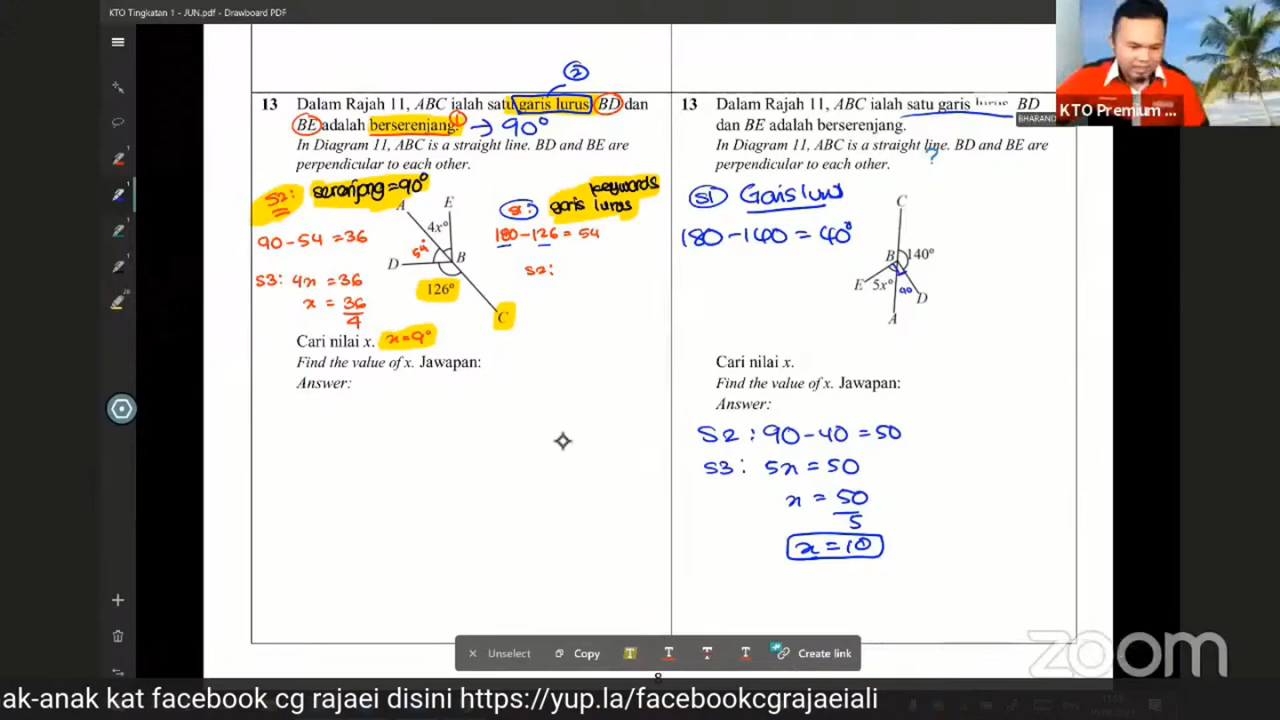 KTO Tingkatan 1 - JUN.pdf - Drawboard PDF
KTO Premium ...
②
13 Dalam Rajah 11, ABC ialah satu garis lurus. BD dan
BE adalah berserenjang. ① → 90°
In Diagram 11, ABC is a straight line. BD and BE are
perpendicular to each other.
S2: serenjang = 90°
keywords
garis lurus
S1:
180 - 126 = 54
S2:
90 - 54 = 36
S3: 4x = 36
x = 36
4
A
E
4x°
54°
D
B
126°
C
Cari nilai x. x = 9°
Find the value of x. Jawapan:
Answer:
13 Dalam Rajah 11, ABC ialah satu garis lurus BD
dan BE adalah berserenjang.
In Diagram 11, ABC is a straight line. BD and BE are
perpendicular to each other.
?
S1 Garis lurus
180 - 140 = 40°
C
B
140°
E
5x°
90
D
A
Cari nilai x.
Find the value of x. Jawapan:
Answer:
S2 : 90 - 40 = 50
S3 : 5x = 50
x = 50
5
x = 10
Unselect
Copy
T
T
T
T
Create link
8
zoom
ak-anak kat facebook cg rajaei disini https://yup.la/facebookcgrajaeiali